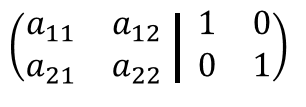 ( a₁₁ a₁₂ | 1 0 )
( a₂₁ a₂₂ | 0 1 )